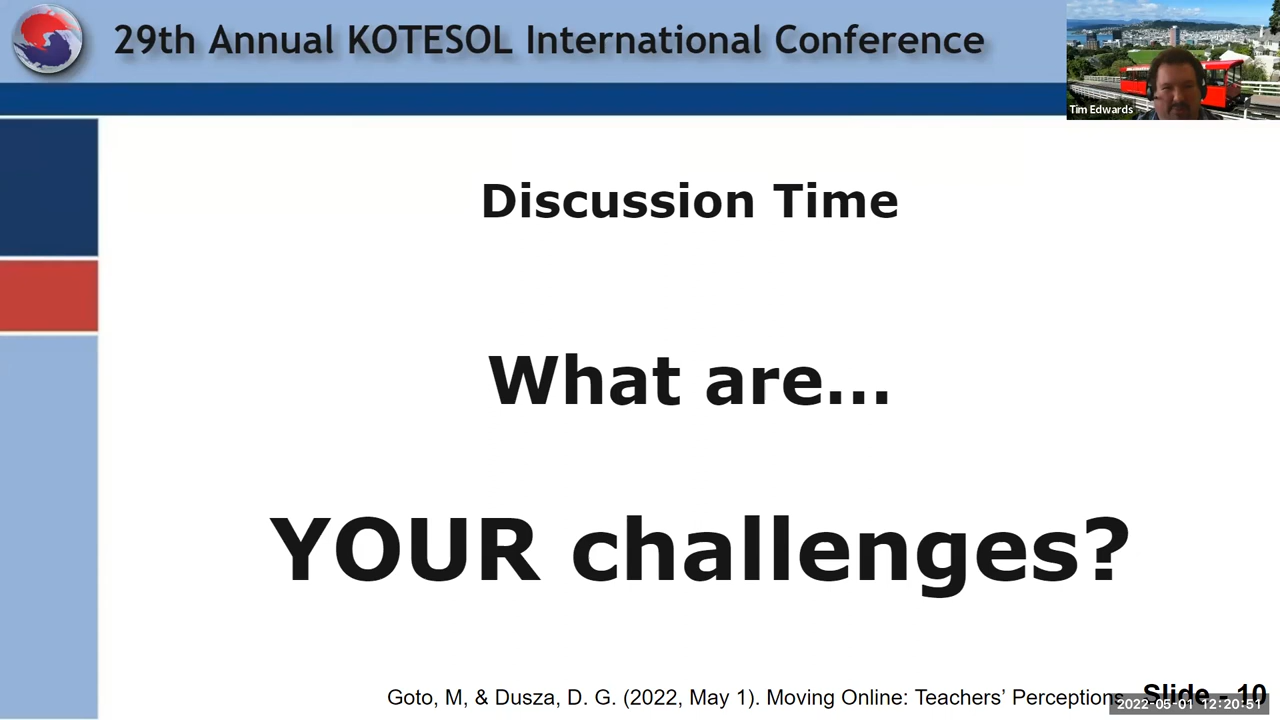 29th Annual KOTESOL International Conference
Tim Edwards
Discussion Time
What are...
YOUR challenges?
Goto, M, & Dusza, D. G. (2022, May 1). Moving Online: Teachers’ Perceptions.
Slide - 10
2022-05-01 12:20:51